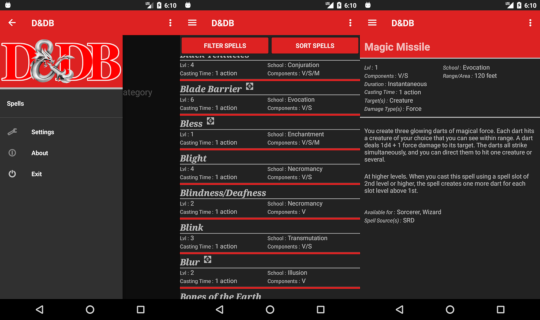 6:00
D&DB
D&DB
ategory
Spells
Settings
About
Exit
6:00
D&DB
FILTER SPELLS
SORT SPELLS
Black Tentacles
Lvl : 4
School : Conjuration
Casting Time : 1 action
Components : V/S/M
Blade Barrier
Lvl : 6
School : Evocation
Casting Time : 1 action
Components : V/S
Bless
Lvl : 1
School : Enchantment
Casting Time : 1 action
Components : V/S/M
Blight
Lvl : 4
School : Necromancy
Casting Time : 1 action
Components : V/S
Blindness/Deafness
Lvl : 2
School : Necromancy
Casting Time : 1 action
Components : V
Blink
Lvl : 3
School : Transmutation
Casting Time : 1 action
Components : V/S
Blur
Lvl : 2
School : Illusion
Casting Time : 1 action
Components : V
Bones of the Earth
6:00
D&DB
Magic Missile
Lvl : 1
School : Evocation
Components : V/S
Range/Area : 120 feet
Duration : Instantaneous
Casting Time : 1 action
Target(s) : Creature
Damage Type(s) : Force
You create three glowing darts of magical force. Each dart hits
a creature of your choice that you can see within range. A dart
deals 1d4 + 1 force damage to its target. The darts all strike
simultaneously, and you can direct them to hit one creature or
several.
At higher levels. When you cast this spell using a spell slot of
2nd level or higher, the spell creates one more dart for each
slot level above 1st.
Available for : Sorcerer, Wizard
Spell Source(s) : SRD